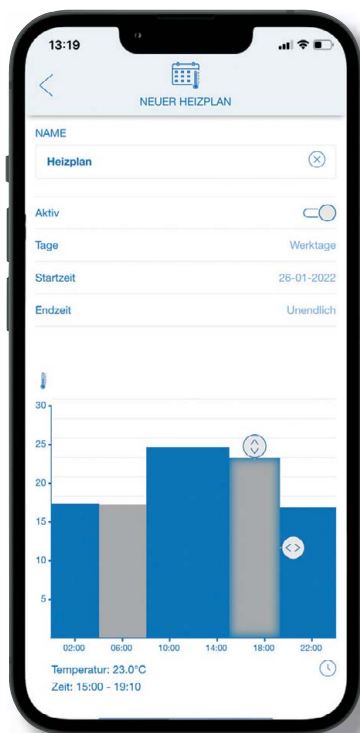 13:19
NEUER HEIZPLAN
NAME
Heizplan
Aktiv
Tage Werktage
Startzeit 26-01-2022
Endzeit Unendlich
30
25
20
15
10
5
02:00 06:00 10:00 14:00 18:00 22:00
Temperatur: 23.0°C
Zeit: 15:00 - 19:10